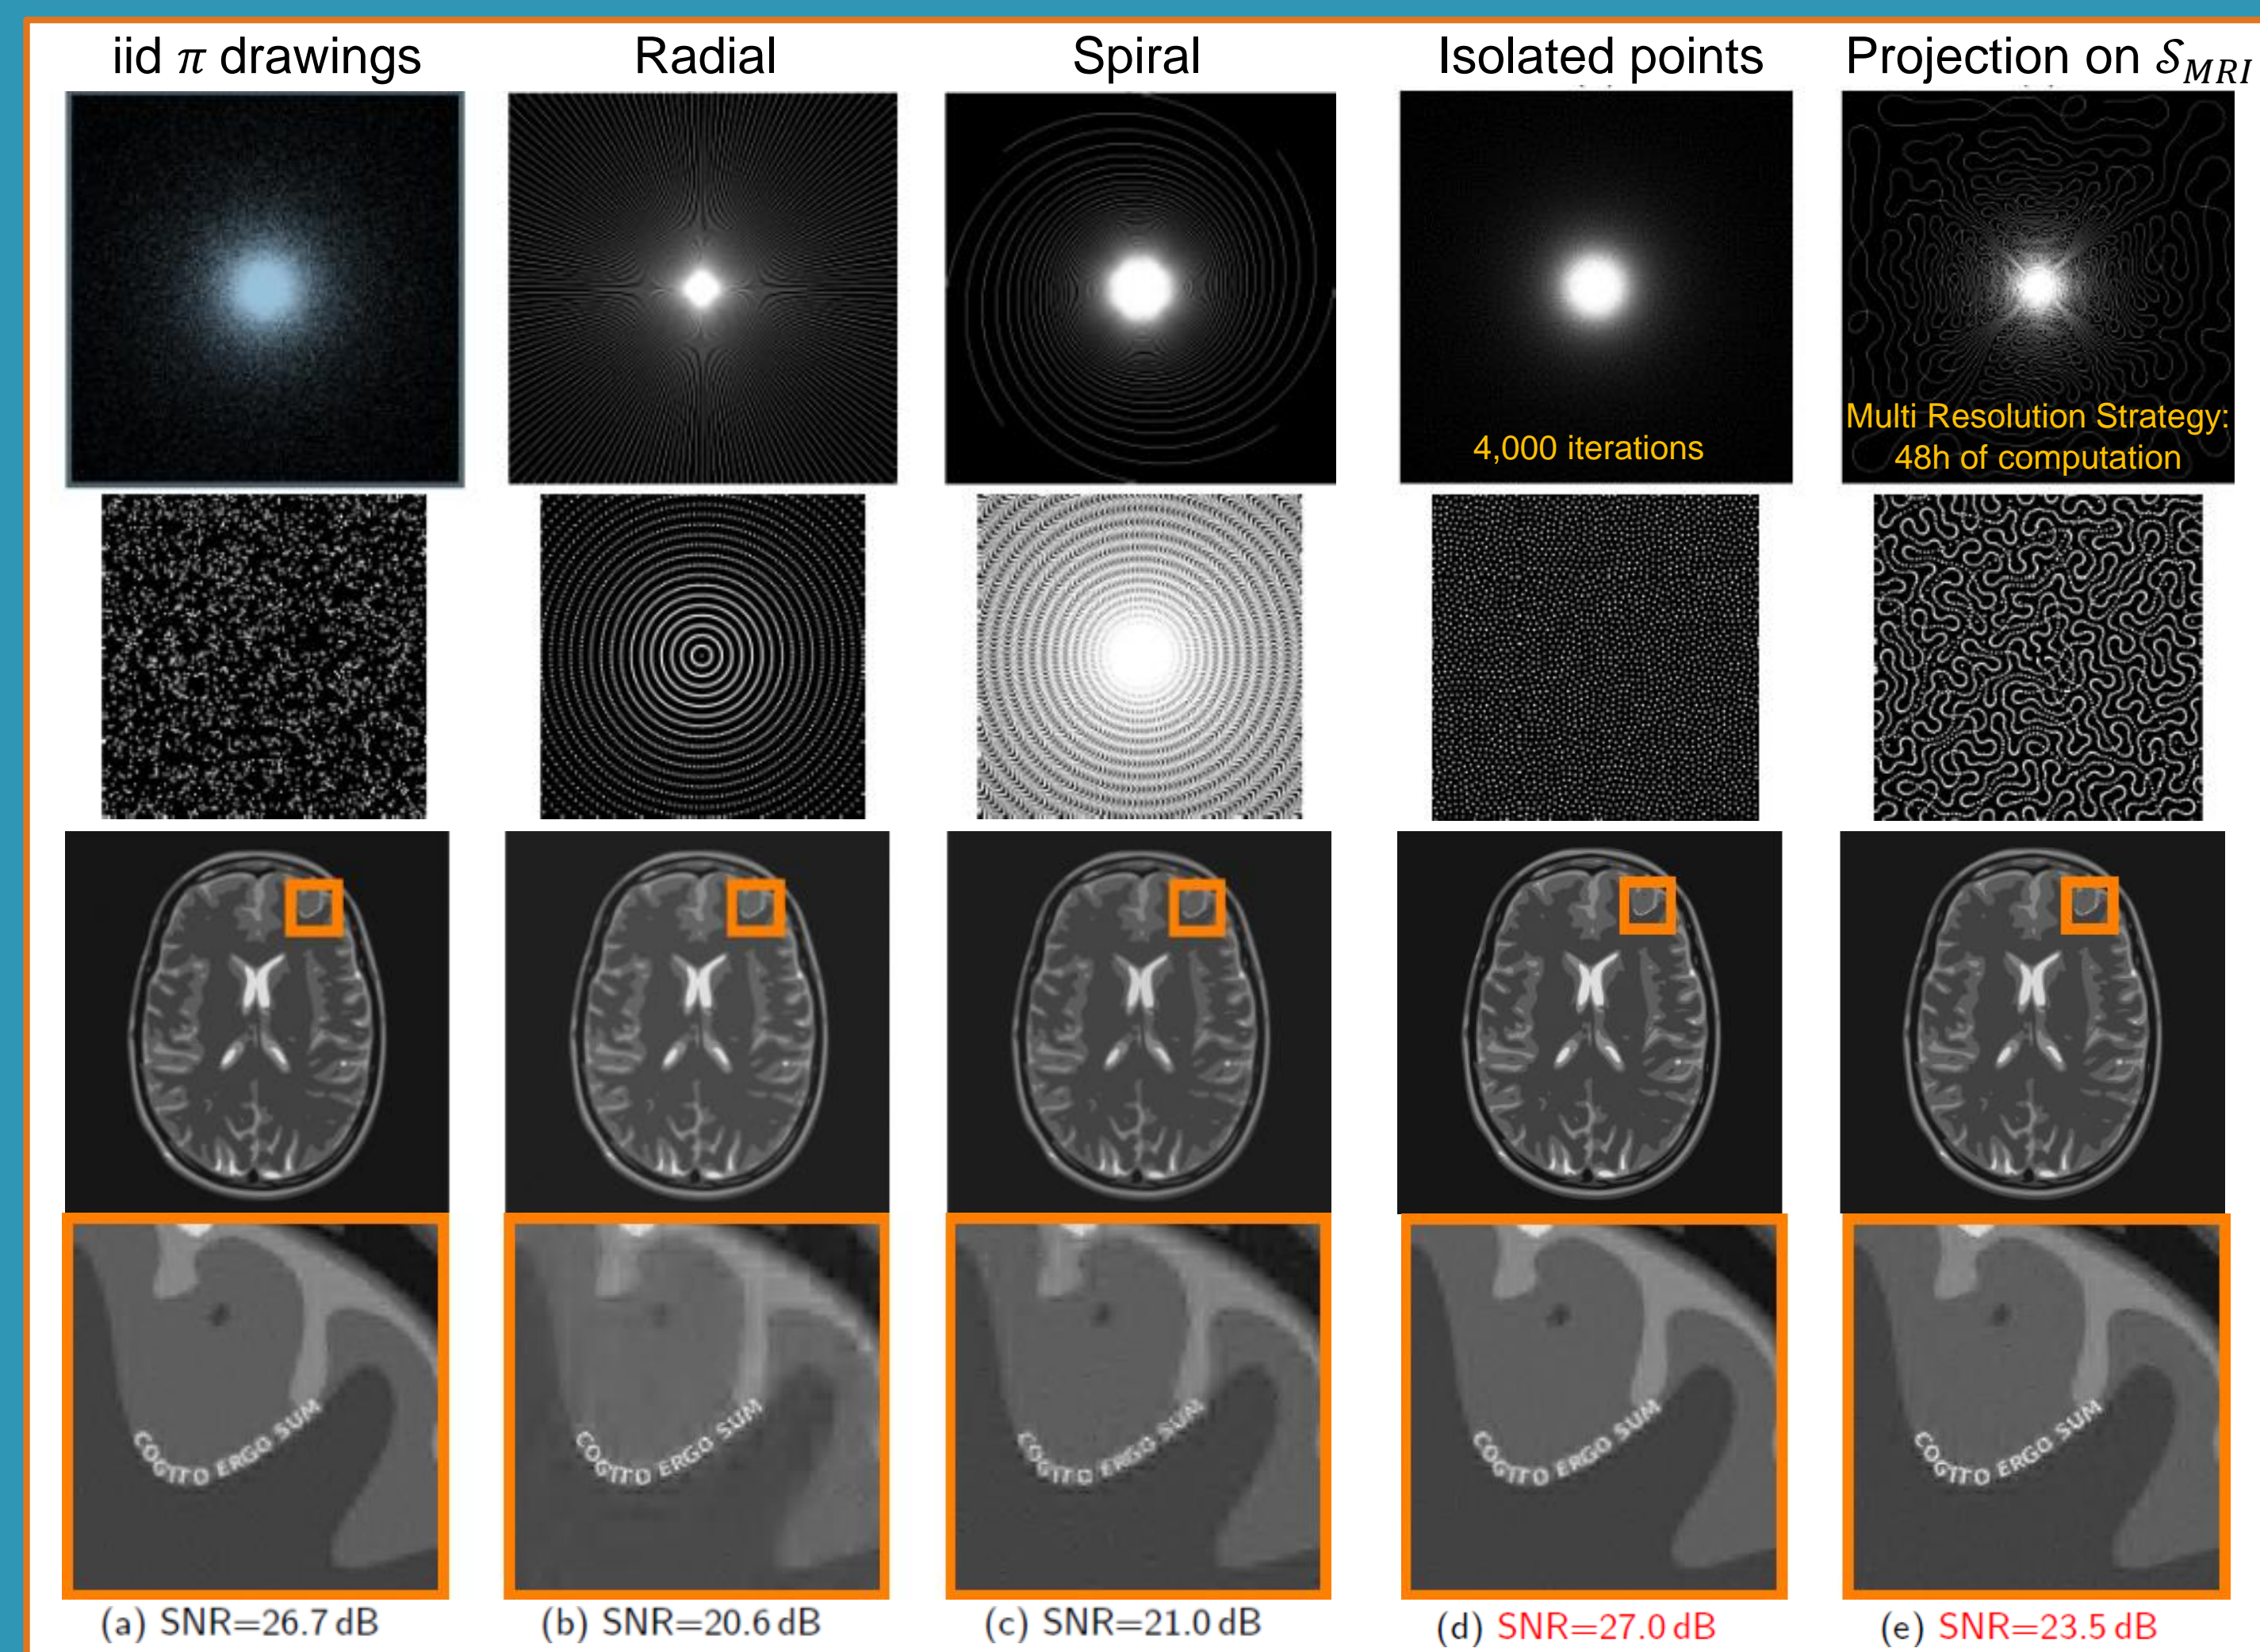 iid π drawings
Radial
Spiral
Isolated points
Projection on 𝒮_MRI
4,000 iterations
Multi Resolution Strategy:
48h of computation
COGITO ERGO SUM
COGITO ERGO SUM
COGITO ERGO SUM
COGITO ERGO SUM
COGITO ERGO SUM
(a) SNR=26.7 dB
(b) SNR=20.6 dB
(c) SNR=21.0 dB
(d) SNR=27.0 dB
(e) SNR=23.5 dB